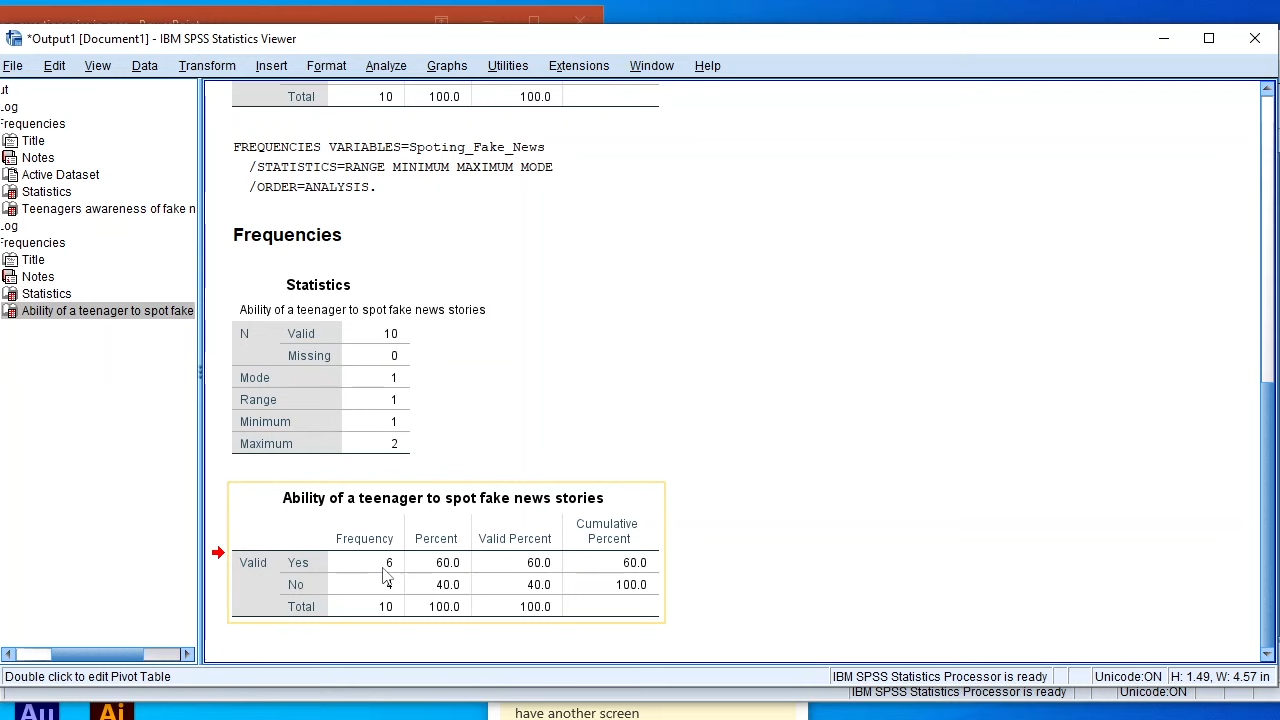 *Output1 [Document1] - IBM SPSS Statistics Viewer
File Edit View Data Transform Insert Format Analyze Graphs Utilities Extensions Window Help
Frequencies
Title
Notes
Active Dataset
Statistics
Teenagers awareness of fake n
Frequencies
Title
Notes
Statistics
Ability of a teenager to spot fake
Total 10 100.0 100.0
FREQUENCIES VARIABLES=Spoting_Fake_News
/STATISTICS=RANGE MINIMUM MAXIMUM MODE
/ORDER=ANALYSIS.
Frequencies
Statistics
Ability of a teenager to spot fake news stories
N Valid 10
Missing 0
Mode 1
Range 1
Minimum 1
Maximum 2
Ability of a teenager to spot fake news stories
Frequency Percent Valid Percent Cumulative Percent
Valid Yes 6 60.0 60.0 60.0
No 4 40.0 40.0 100.0
Total 10 100.0 100.0
Double click to edit Pivot Table IBM SPSS Statistics Processor is ready Unicode:ON H: 1.49, W: 4.57 in
IBM SPSS Statistics Processor is ready Unicode:ON
Au Ai have another screen